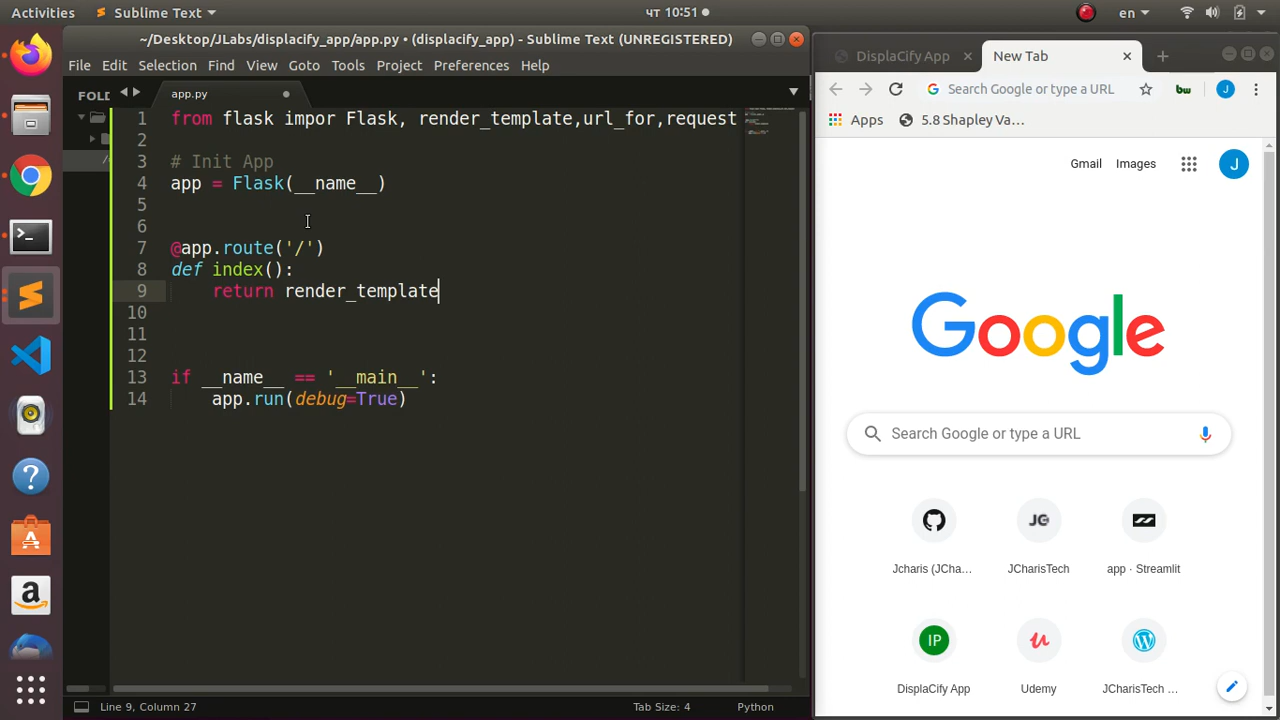 Activities
Sublime Text
чт 10:51
en
~/Desktop/JLabs/displacify_app/app.py • (displacify_app) - Sublime Text (UNREGISTERED)
File Edit Selection Find View Goto Tools Project Preferences Help
FOLD
app.py
1 from flask impor Flask, render_template,url_for,request
2
3 # Init App
4 app = Flask(__name__)
5
6
7 @app.route('/')
8 def index():
9 return render_template
10
11
12
13 if __name__ == '__main__':
14 app.run(debug=True)
Line 9, Column 27
Tab Size: 4
Python
DisplaCify App
New Tab
Search Google or type a URL
bw
J
Apps
5.8 Shapley Va...
Gmail
Images
J
Google
Search Google or type a URL
JC
Jcharis (JCha...
JCharisTech
app · Streamlit
IP
DisplaCify App
Udemy
JCharisTech ...